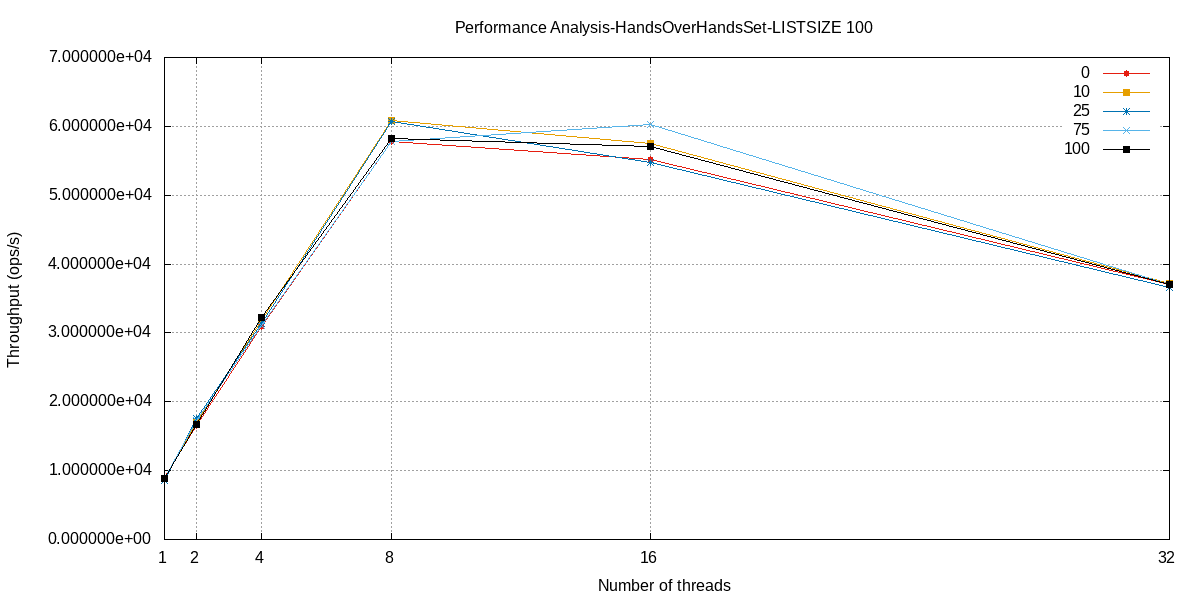 Performance Analysis-HandsOverHandsSet-LISTSIZE 100
7.000000e+04
6.000000e+04
5.000000e+04
4.000000e+04
3.000000e+04
2.000000e+04
1.000000e+04
0.000000e+00
Throughput (ops/s)
0
10
25
75
100
1 2 4 8 16 32
Number of threads